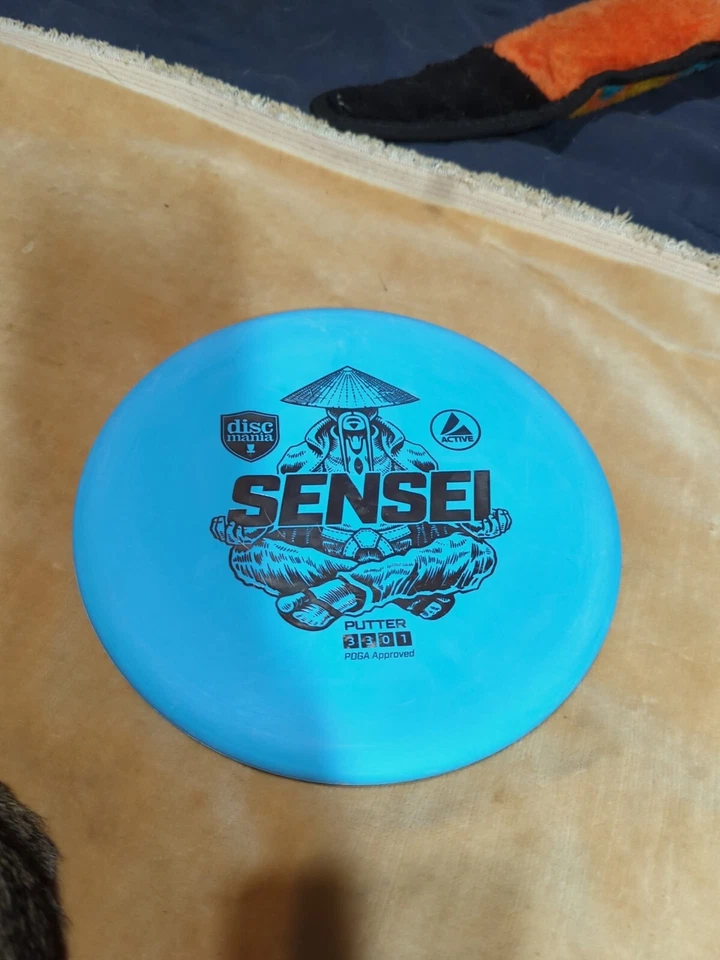 disc
mania
ACTIVE
SENSEI
PUTTER
3 3 0 1
PDGA Approved